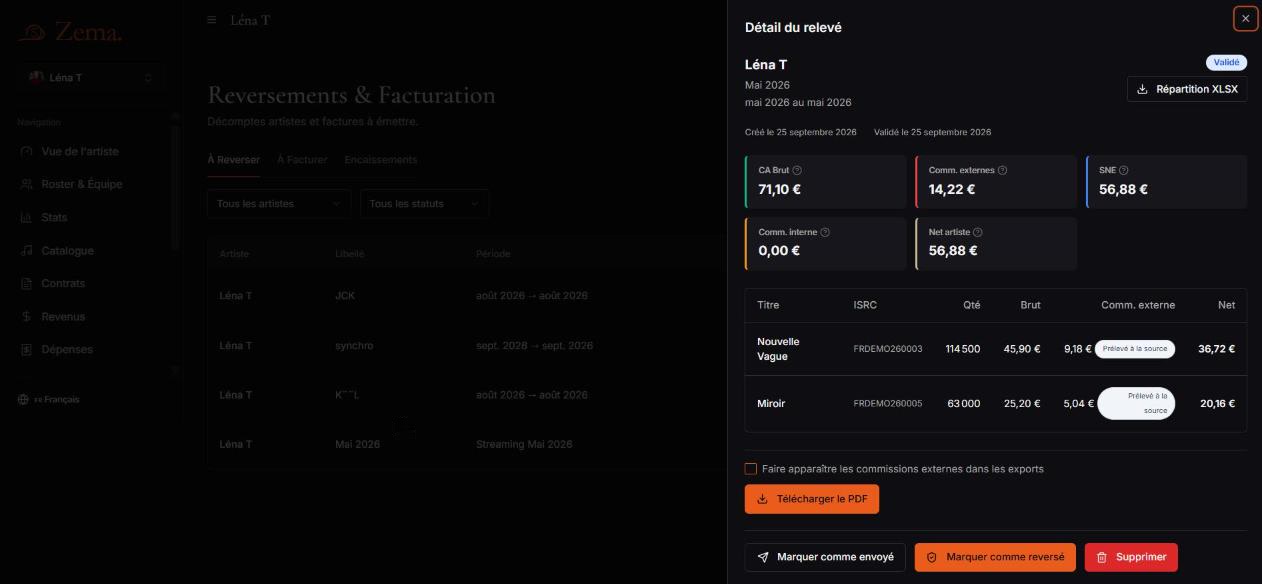 Zema.
Léna T
Navigation
Vue de l'artiste
Roster & Équipe
Stats
Catalogue
Contrats
Revenus
Dépenses
Français
Léna T
Reversements & Facturation
Décomptes artistes et factures à émettre.
À Reverser À Facturer Encaissements
Tous les artistes Tous les statuts
Artiste Libellé Période
Léna T JCK août 2026 → août 2026
Léna T synchro sept. 2026 → sept. 2026
Léna T août 2026 → août 2026
Léna T Mai 2026 Streaming Mai 2026
Détail du relevé
Léna T Validé
Mai 2026
mai 2026 au mai 2026
Répartition XLSX
Créé le 25 septembre 2026 Validé le 25 septembre 2026
CA Brut
71,10 €
Comm. externes
14,22 €
SNE
56,88 €
Comm. interne
0,00 €
Net artiste
56,88 €
Titre ISRC Qté Brut Comm. externe Net
Nouvelle
Vague
FRDEMO260003 114 500 45,90 € 9,18 € Prélevé à la source 36,72 €
Miroir FRDEMO260005 63 000 25,20 € 5,04 € Prélevé à la
source
20,16 €
Faire apparaître les commissions externes dans les exports
Télécharger le PDF
Marquer comme envoyé Marquer comme reversé Supprimer